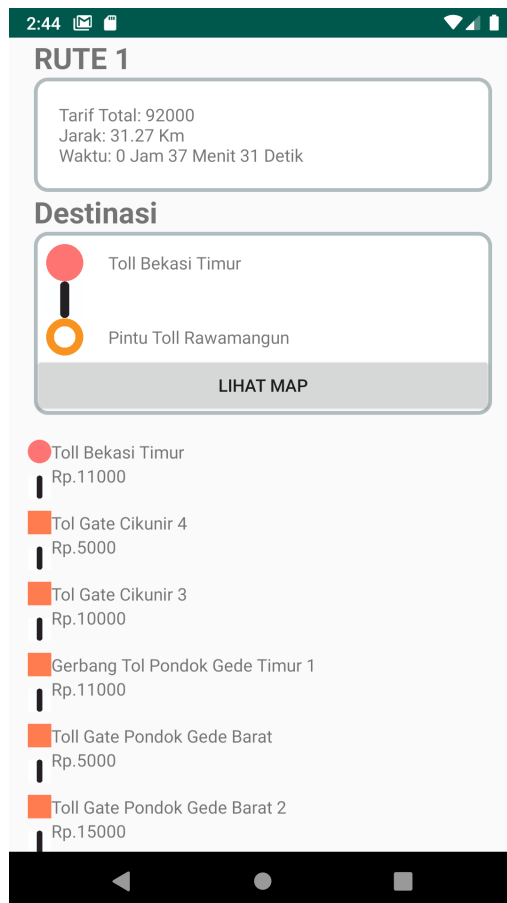 2:44
RUTE 1
Tarif Total: 92000
Jarak: 31.27 Km
Waktu: 0 Jam 37 Menit 31 Detik
Destinasi
Toll Bekasi Timur
Pintu Toll Rawamangun
LIHAT MAP
Toll Bekasi Timur
Rp.11000
Tol Gate Cikunir 4
Rp.5000
Tol Gate Cikunir 3
Rp.10000
Gerbang Tol Pondok Gede Timur 1
Rp.11000
Toll Gate Pondok Gede Barat
Rp.5000
Toll Gate Pondok Gede Barat 2
Rp.15000